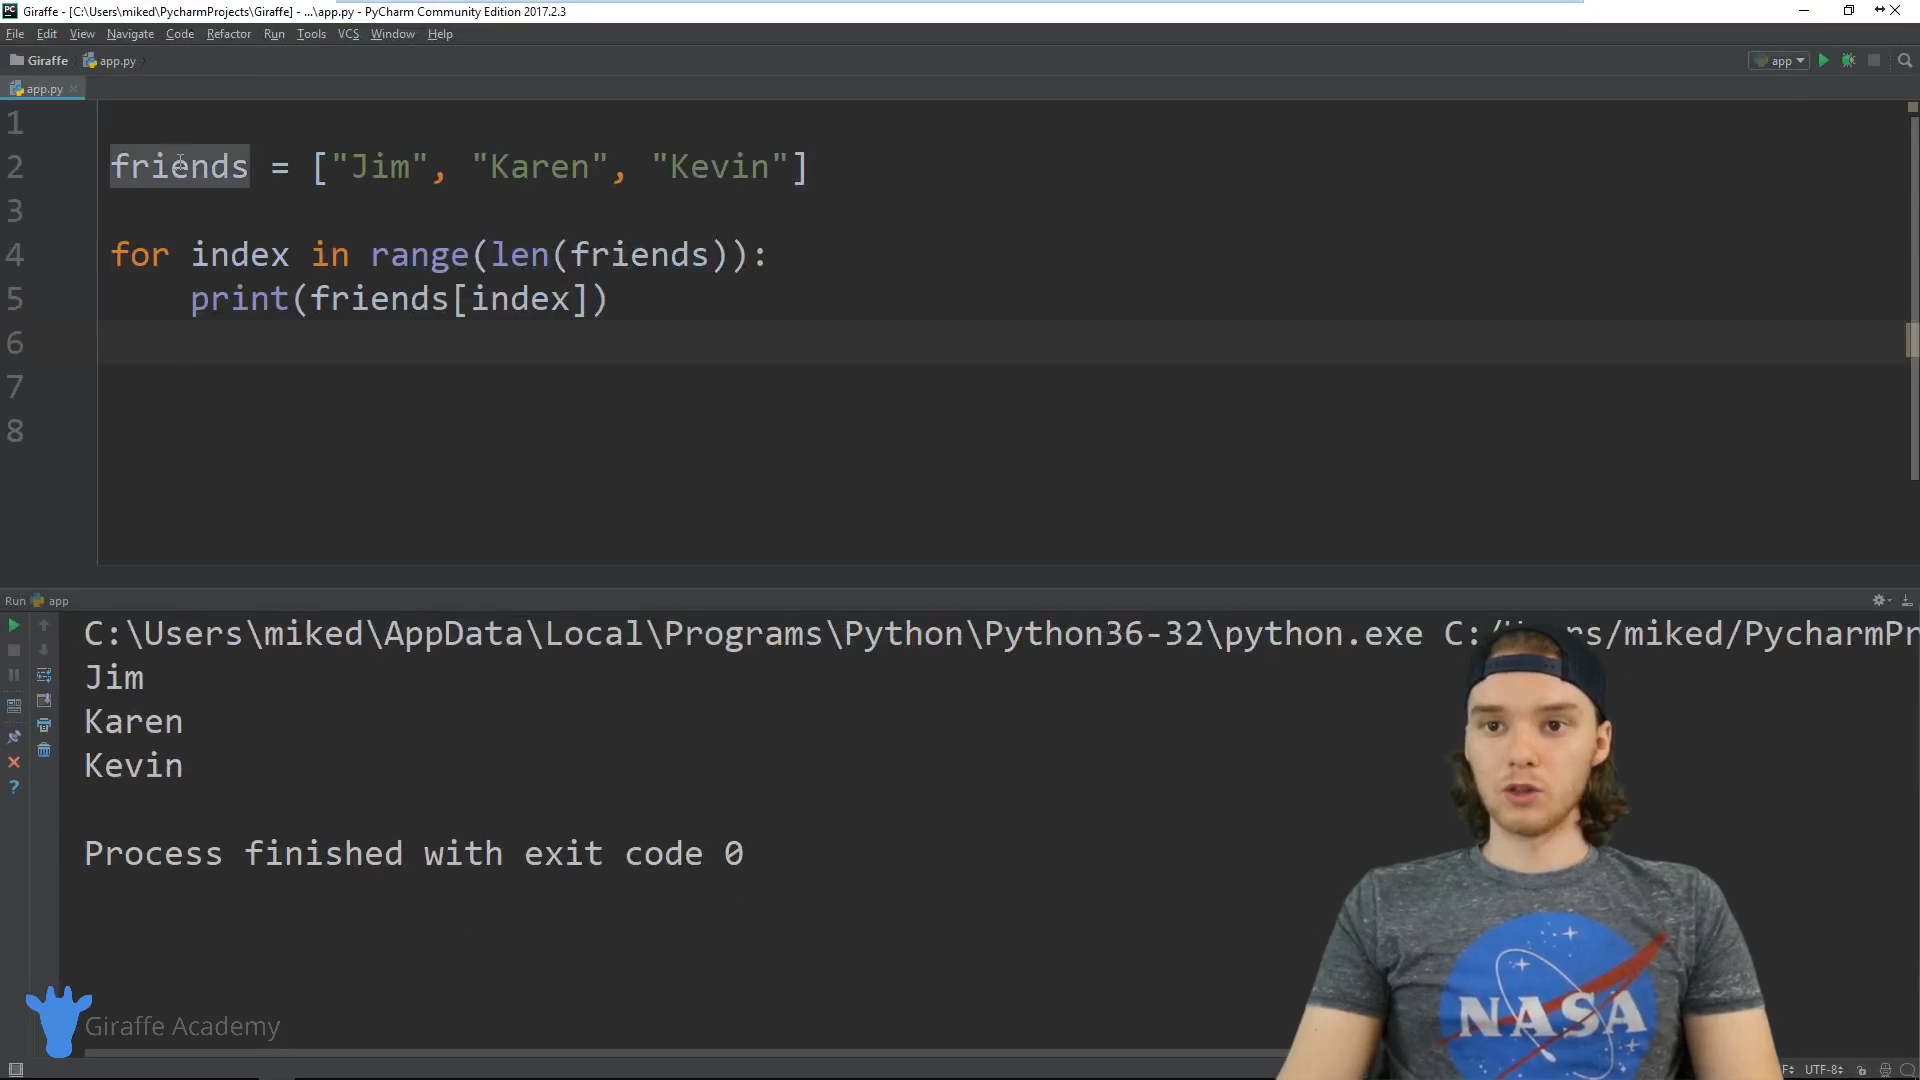 Giraffe - [C:\Users\miked\PycharmProjects\Giraffe] - ...\app.py - PyCharm Community Edition 2017.2.3
File Edit View Navigate Code Refactor Run Tools VCS Window Help
Giraffe app.py app
app.py
1
2 friends = ["Jim", "Karen", "Kevin"]
3
4 for index in range(len(friends)):
5 print(friends[index])
6
7
8
Run app
C:\Users\miked\AppData\Local\Programs\Python\Python36-32\python.exe C:/Users/miked/PycharmPr
Jim
Karen
Kevin
Process finished with exit code 0
Giraffe Academy
UTF-8
NASA